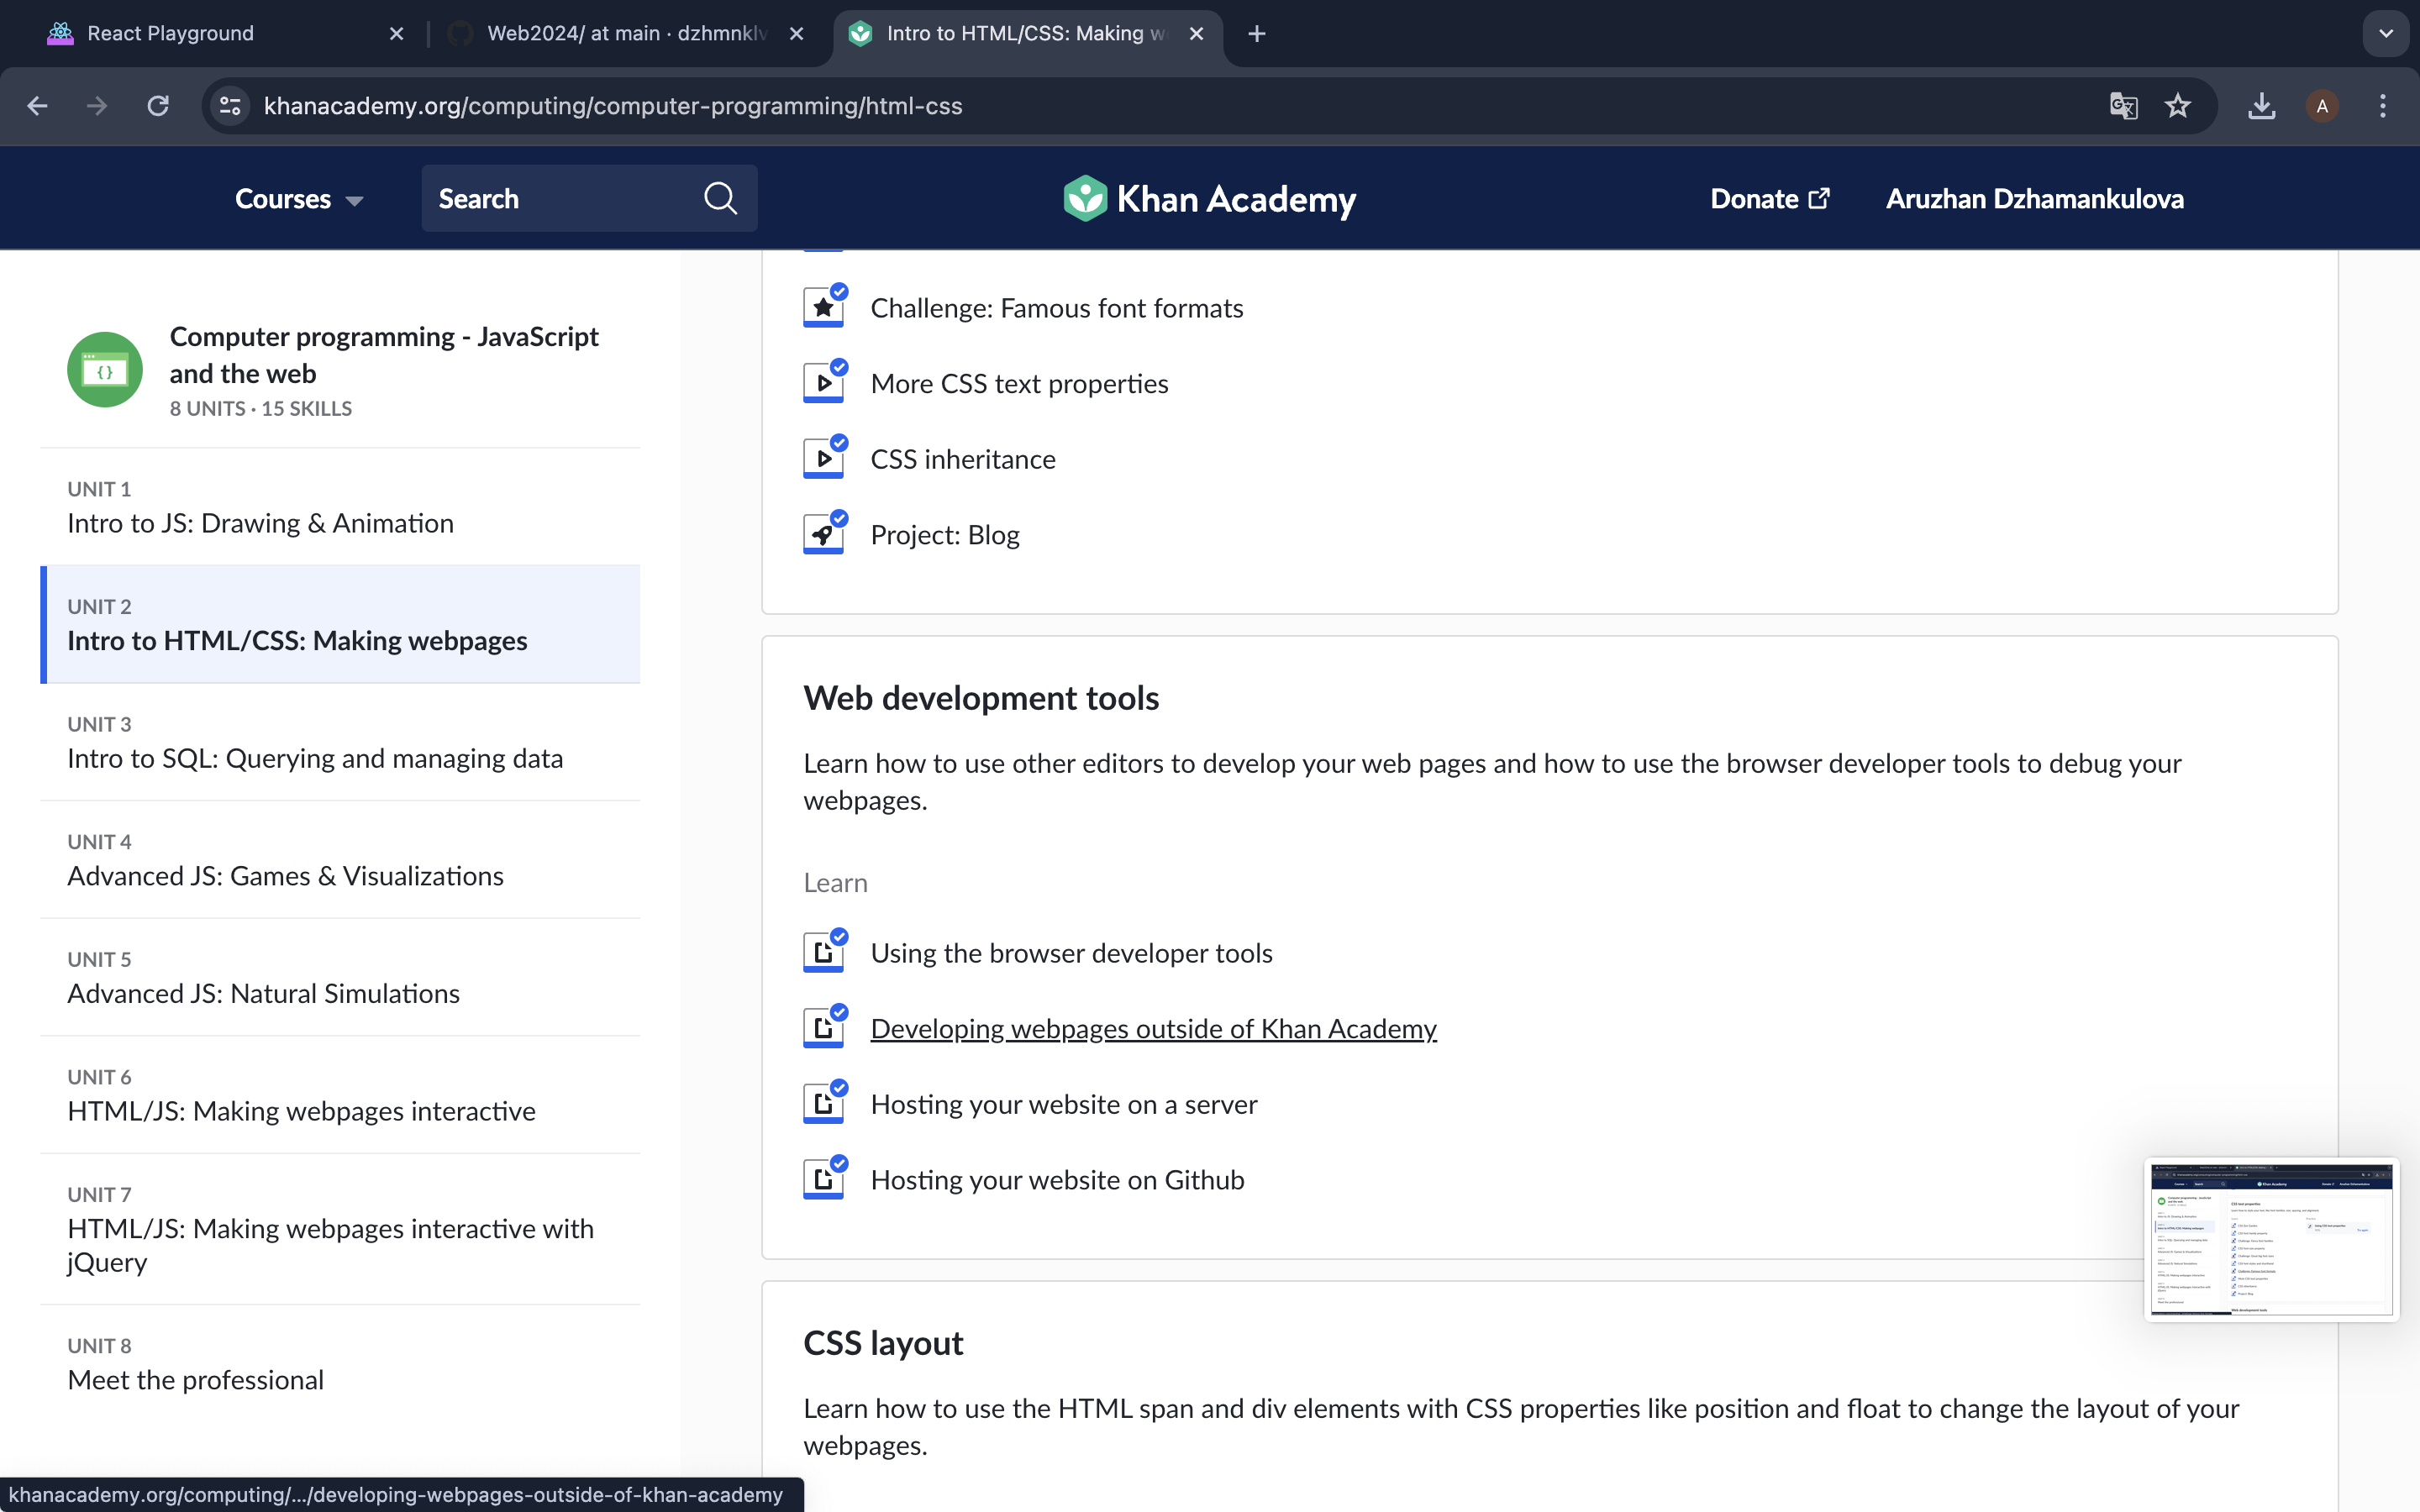 React Playground
Web2024/ at main · dzhmnklv
Intro to HTML/CSS: Making w
khanacademy.org/computing/computer-programming/html-css
A
Courses
Search
Khan Academy
Donate
Aruzhan Dzhamankulova
Computer programming - JavaScript
and the web
8 UNITS · 15 SKILLS
UNIT 1
Intro to JS: Drawing & Animation
UNIT 2
Intro to HTML/CSS: Making webpages
UNIT 3
Intro to SQL: Querying and managing data
UNIT 4
Advanced JS: Games & Visualizations
UNIT 5
Advanced JS: Natural Simulations
UNIT 6
HTML/JS: Making webpages interactive
UNIT 7
HTML/JS: Making webpages interactive with
jQuery
UNIT 8
Meet the professional
Challenge: Famous font formats
More CSS text properties
CSS inheritance
Project: Blog
Web development tools
Learn how to use other editors to develop your web pages and how to use the browser developer tools to debug your
webpages.
Learn
Using the browser developer tools
Developing webpages outside of Khan Academy
Hosting your website on a server
Hosting your website on Github
CSS layout
Learn how to use the HTML span and div elements with CSS properties like position and float to change the layout of your
webpages.
khanacademy.org/computing/.../developing-webpages-outside-of-khan-academy